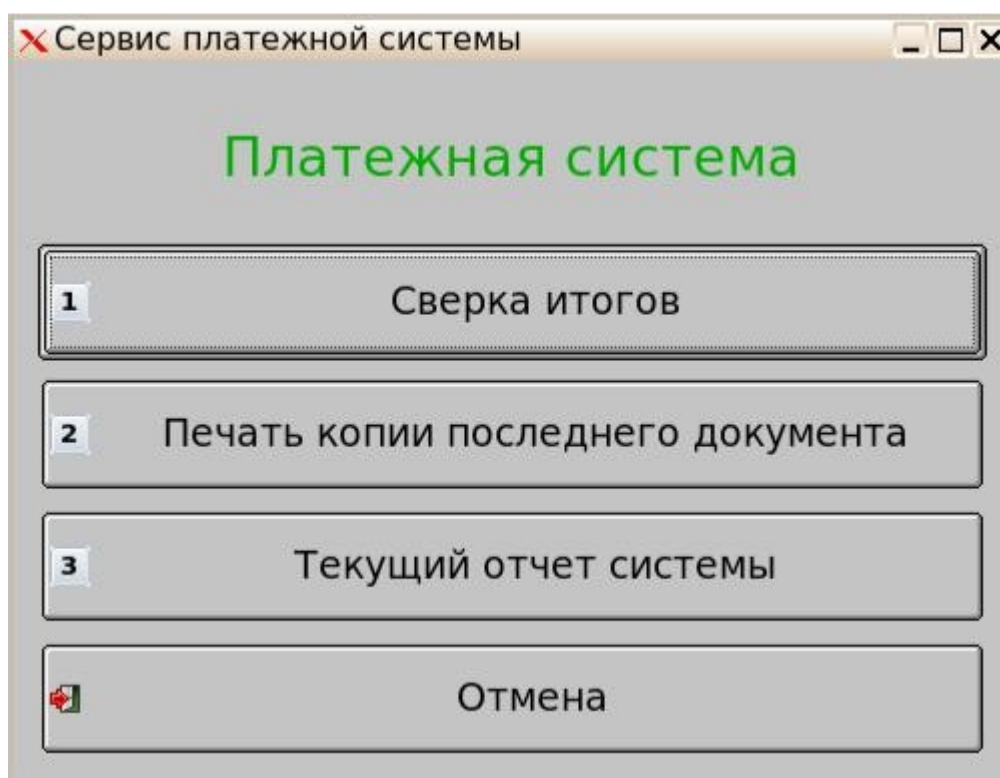 Сервис платежной системы
Платежная система
1 Сверка итогов
2 Печать копии последнего документа
3 Текущий отчет системы
Отмена